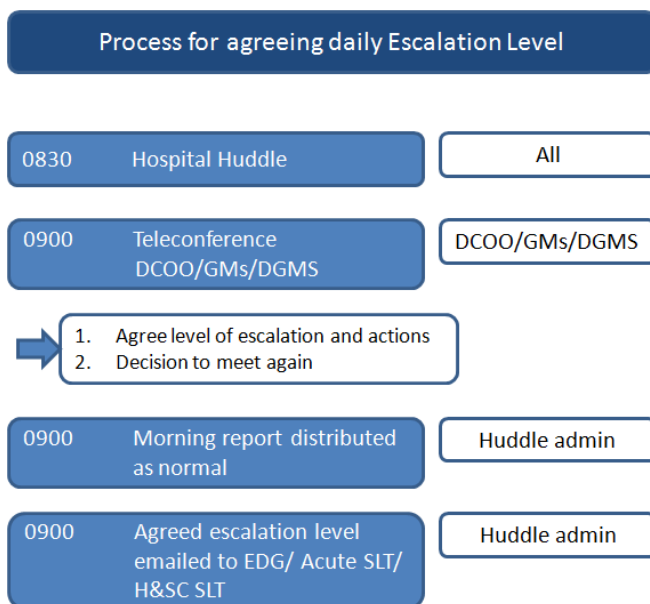 Process for agreeing daily Escalation Level
0830 Hospital Huddle
All
0900 Teleconference
DCOO/GMs/DGMS
DCOO/GMs/DGMS
1. Agree level of escalation and actions
2. Decision to meet again
0900 Morning report distributed
as normal
Huddle admin
0900 Agreed escalation level
emailed to EDG/ Acute SLT/
H&SC SLT
Huddle admin